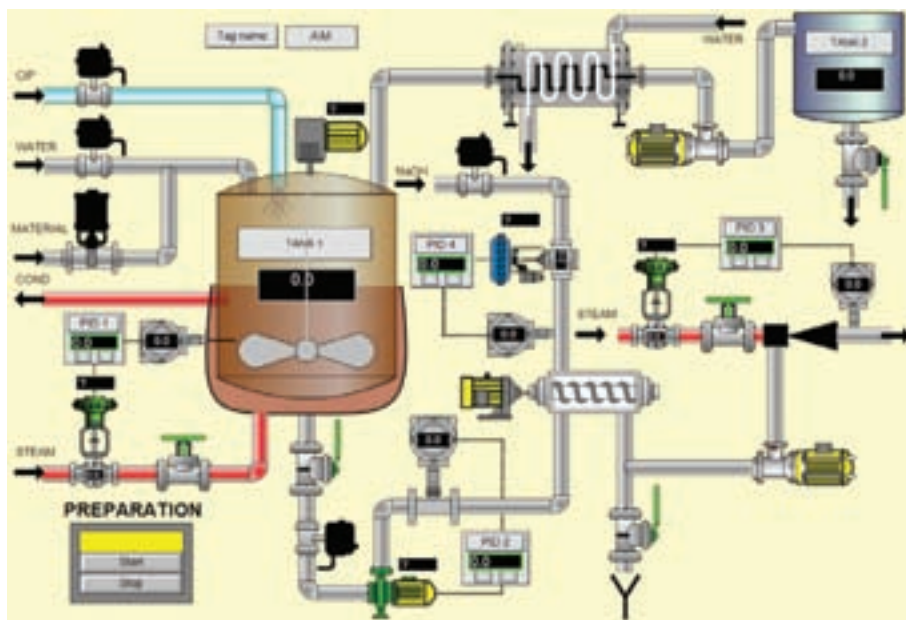 Tag name
AM
WATER
TANK 2
0.0
CIP
WATER
NaOH
MATERIAL
TANK 1
0.0
PID 4
0.0
0.0
PID 3
0.0
0.0
STEAM
COND
PID 1
0.0
0.0
0.0
STEAM
PREPARATION
Start
Stop
PID 2
0.0